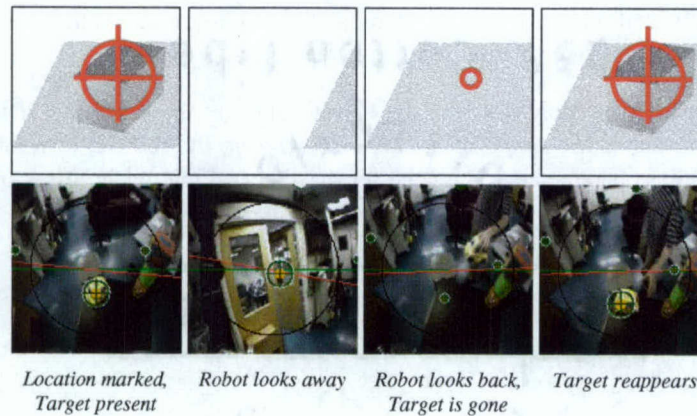 Location marked,
Target present
Robot looks away
Robot looks back,
Target is gone
Target reappears